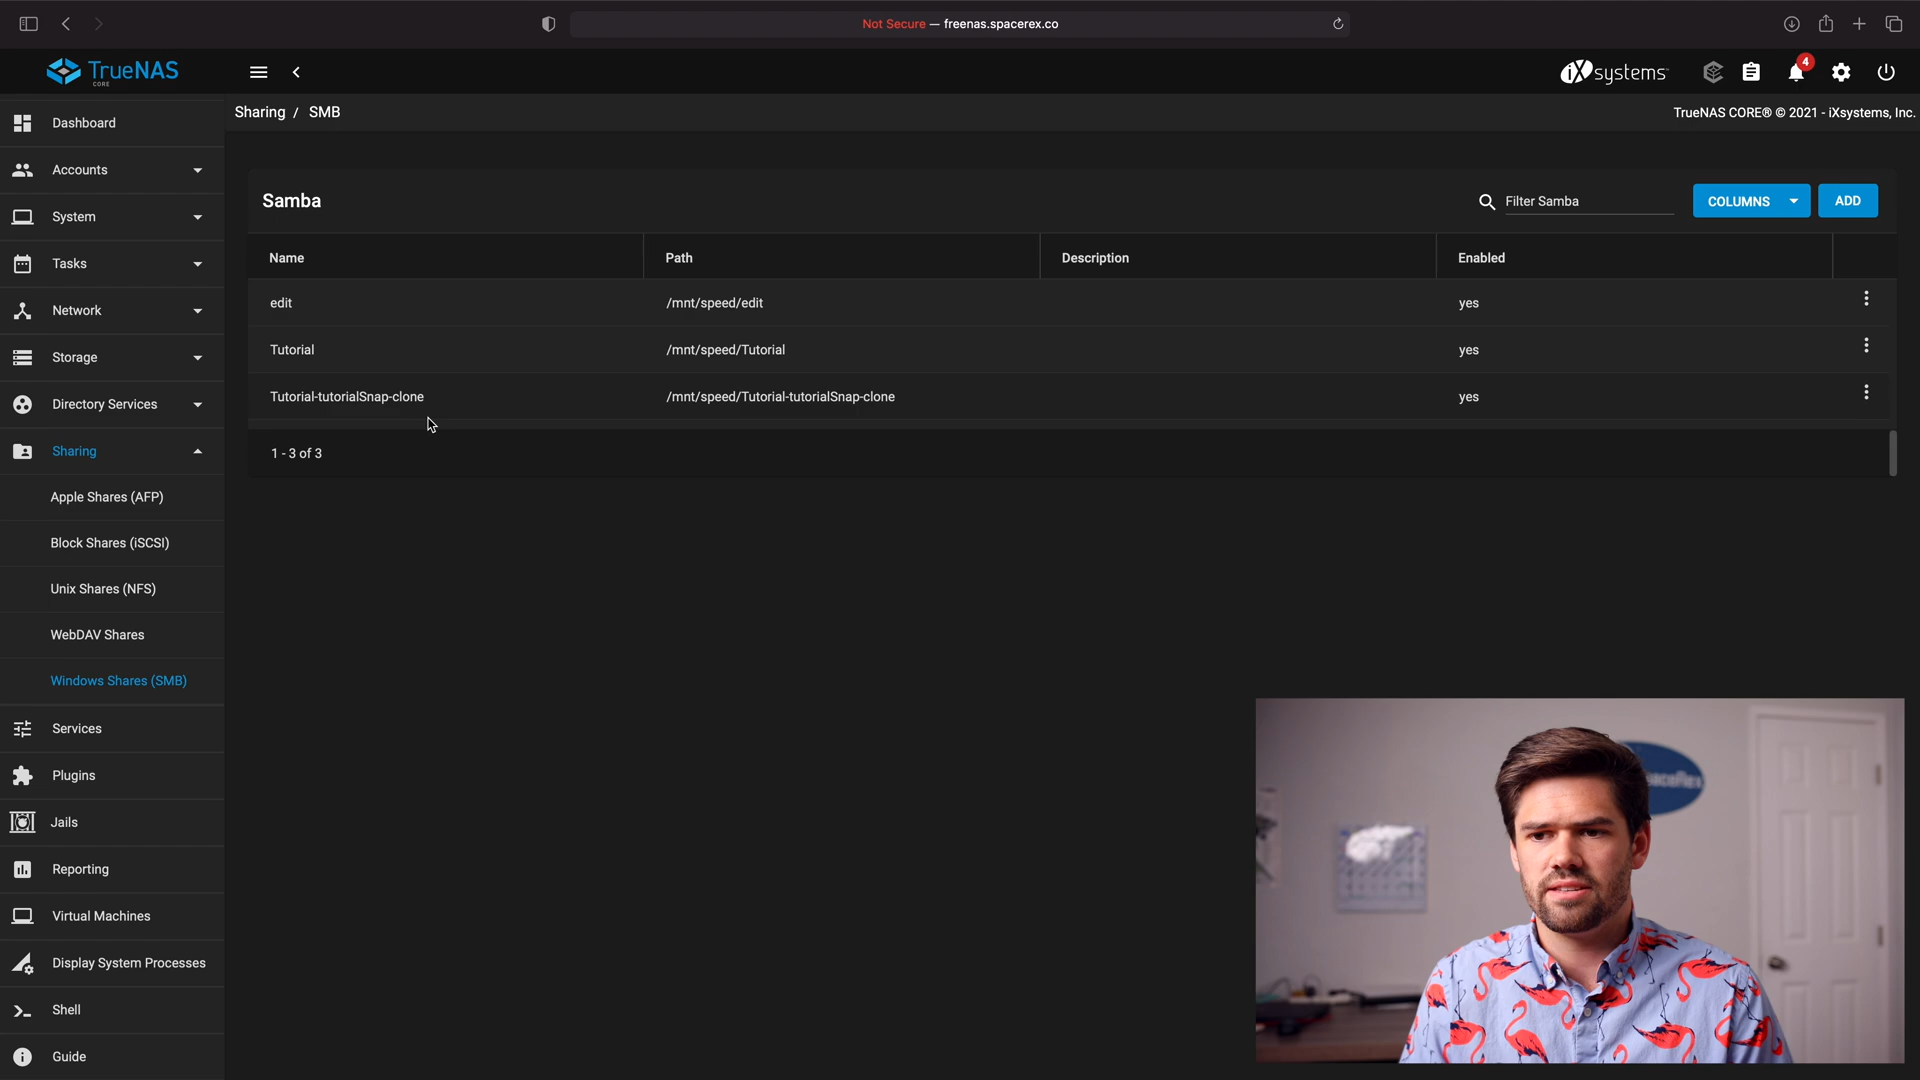 Not Secure — freenas.spacerex.co
TrueNAS
CORE
iXsystems
4
Sharing / SMB
TrueNAS CORE® © 2021 - iXsystems, Inc.
Dashboard
Accounts
System
Tasks
Network
Storage
Directory Services
Sharing
Apple Shares (AFP)
Block Shares (iSCSI)
Unix Shares (NFS)
WebDAV Shares
Windows Shares (SMB)
Services
Plugins
Jails
Reporting
Virtual Machines
Display System Processes
Shell
Guide
Samba
Filter Samba
COLUMNS
ADD
Name Path Description Enabled
edit /mnt/speed/edit yes
Tutorial /mnt/speed/Tutorial yes
Tutorial-tutorialSnap-clone /mnt/speed/Tutorial-tutorialSnap-clone yes
1 - 3 of 3